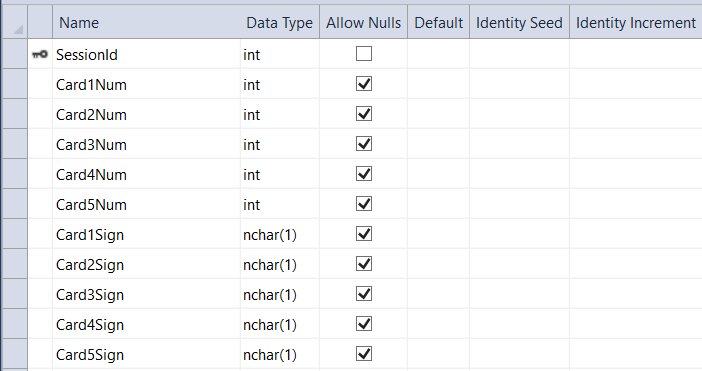 Name Data Type Allow Nulls Default Identity Seed Identity Increment
SessionId int
Card1Num int
Card2Num int
Card3Num int
Card4Num int
Card5Num int
Card1Sign nchar(1)
Card2Sign nchar(1)
Card3Sign nchar(1)
Card4Sign nchar(1)
Card5Sign nchar(1)